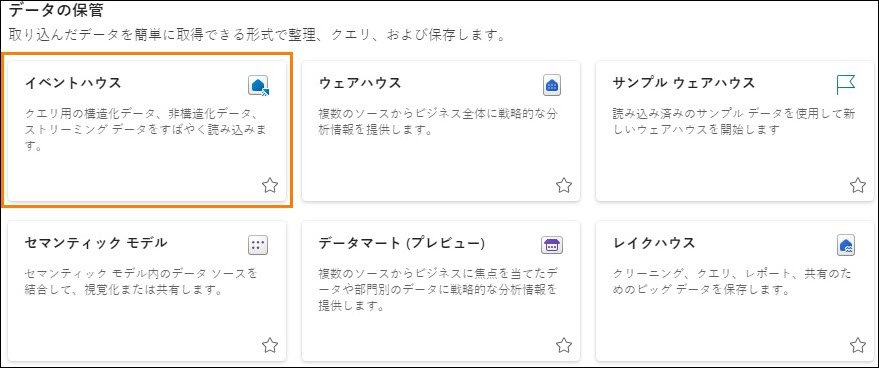 データの保管
取り込んだデータを簡単に取得できる形式で整理、クエリ、および保存します。
イベントハウス
クエリ用の構造化データ、非構造化データ、
ストリーミング データをすばやく読み込みま
す。
ウェアハウス
複数のソースからビジネス全体に戦略的な分
析情報を提供します。
サンプル ウェアハウス
読み込み済みのサンプル データを使用して新
しいウェアハウスを開始します
セマンティック モデル
セマンティック モデル内のデータ ソースを
結合して、視覚化または共有します。
データマート (プレビュー)
複数のソースからビジネスに焦点を当てたデ
ータや部門別のデータに戦略的な分析情報を
提供します。
レイクハウス
クリーニング、クエリ、レポート、共有のた
めのビッグ データを保存します。